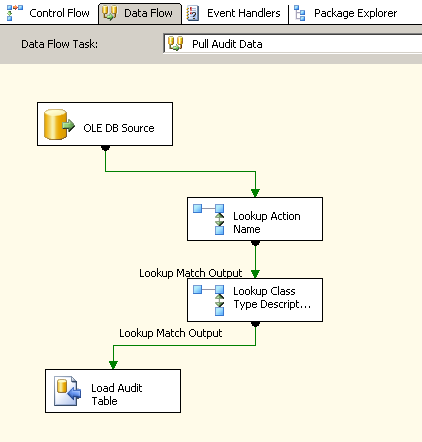 Control Flow Data Flow Event Handlers Package Explorer
Data Flow Task: Pull Audit Data
OLE DB Source
Lookup Action
Name
Lookup Match Output
Lookup Class
Type Descript...
Lookup Match Output
Load Audit
Table